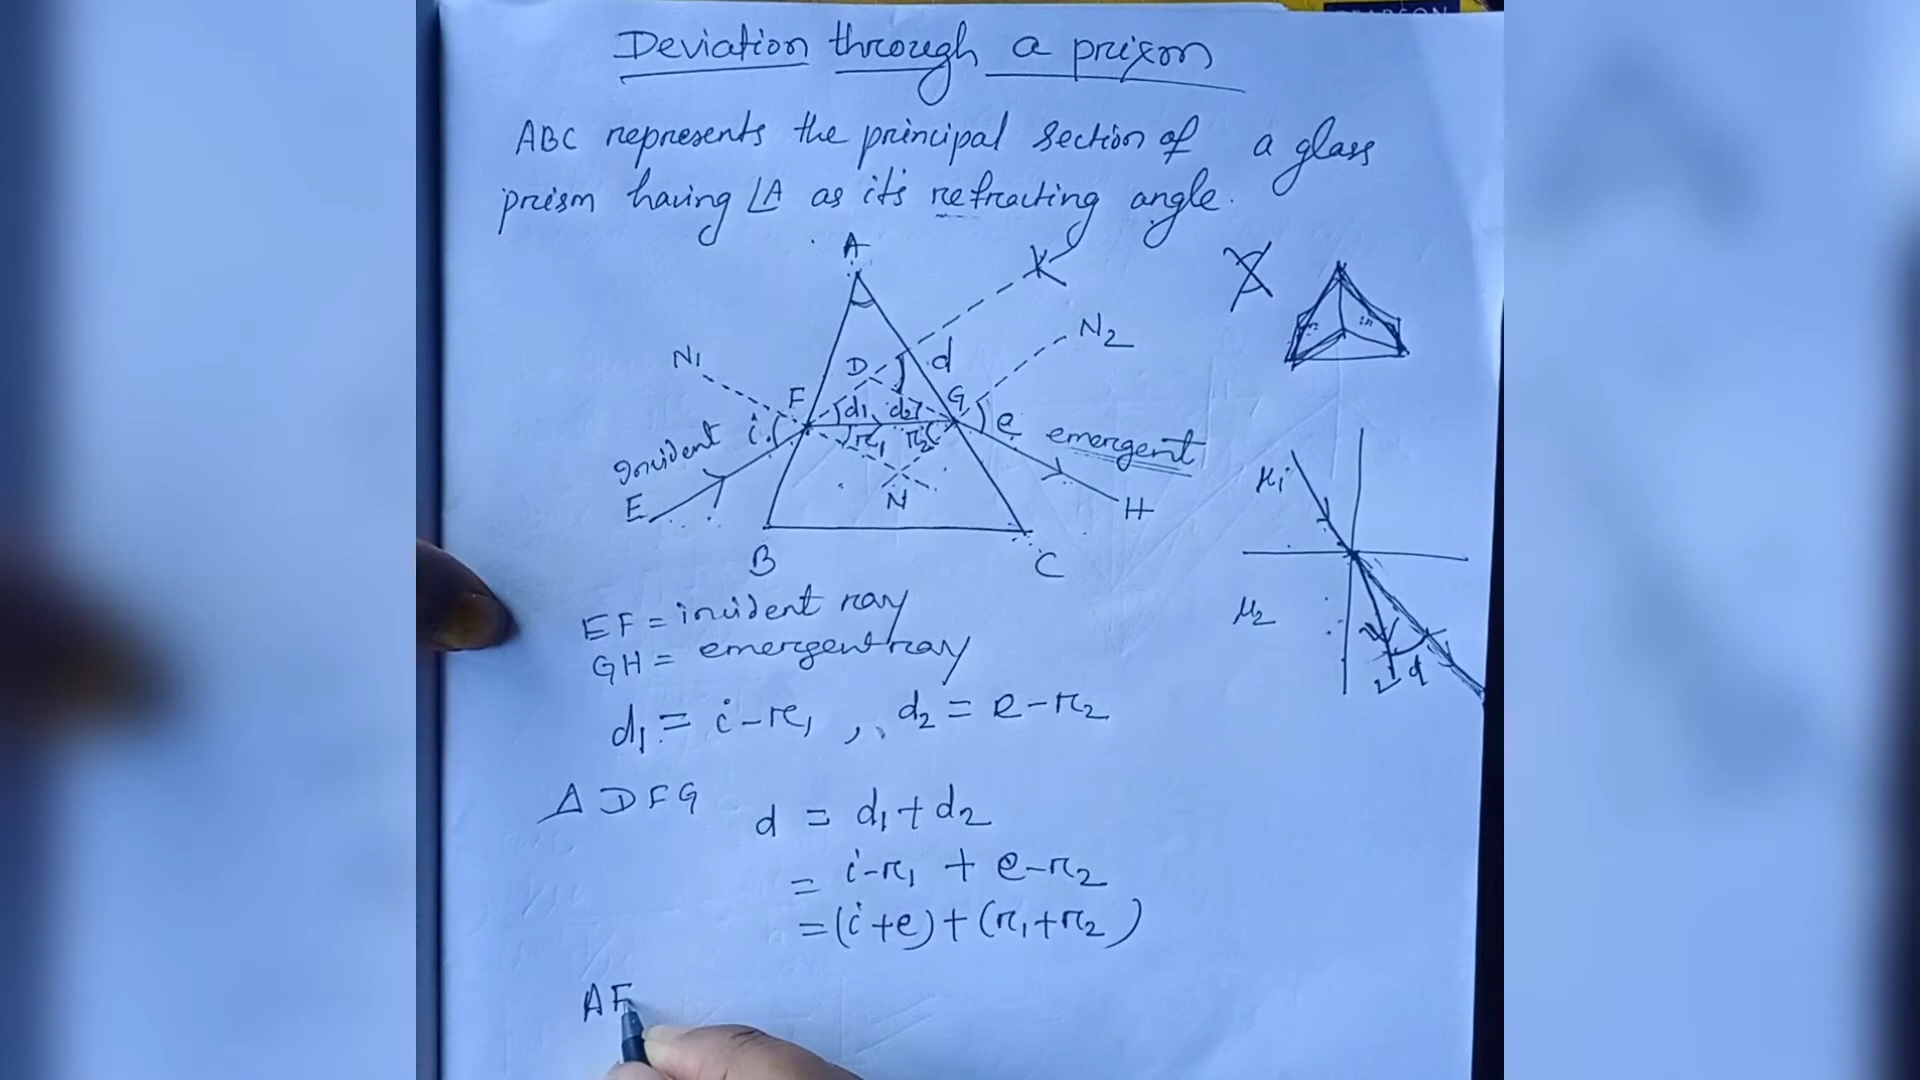 PEARSON
Deviation through a prism
ABC represents the principal section of a glass
prism having ∠A as it's refracting angle.
A
K
N₁
N₂
D
d
F
G
d₁
d₂
i
r₁
r₂
e
Incident
emergent
E
N
H
B
C
μ₁
μ₂
d
EF = incident ray
GH = emergent ray
d₁ = i-r₁, d₂ = e-r₂
Δ DFG
d = d₁+d₂
= i-r₁ + e-r₂
= (i+e)+(r₁+r₂)
AF